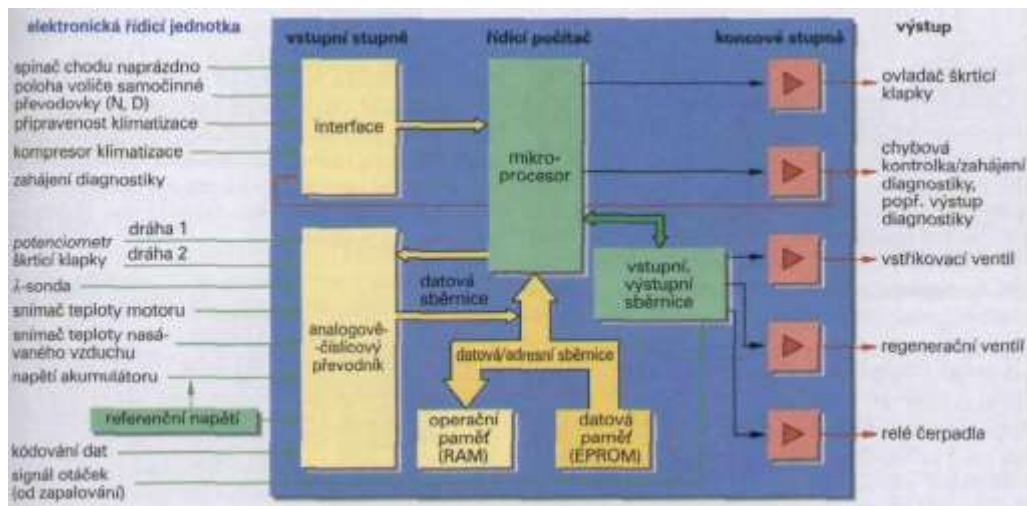 elektronická řídicí jednotka
vstupní stupně
řídicí počítač
koncové stupně
výstup
spínač chodu naprázdno
poloha voliče samočinné
převodovky (N, D)
připravenost klimatizace
kompresor klimatizace
zahájení diagnostiky
interface
mikro-
procesor
ovladač škrticí
klapky
chybová
kontrolka/zahájení
diagnostiky,
popř. výstup
diagnostiky
potenciometr
škrticí klapky
dráha 1
dráha 2
λ-sonda
snímač teploty motoru
snímač teploty nasá-
vaného vzduchu
napětí akumulátoru
referenční napětí
kódování dat
signál otáček
(od zapalování)
analogově-
-číslicový
převodník
datová
sběrnice
datová/adresní sběrnice
operační
paměť
(RAM)
datová
paměť
(EPROM)
vstupní,
výstupní
sběrnice
vstřikovací ventil
regenerační ventil
relé čerpadla